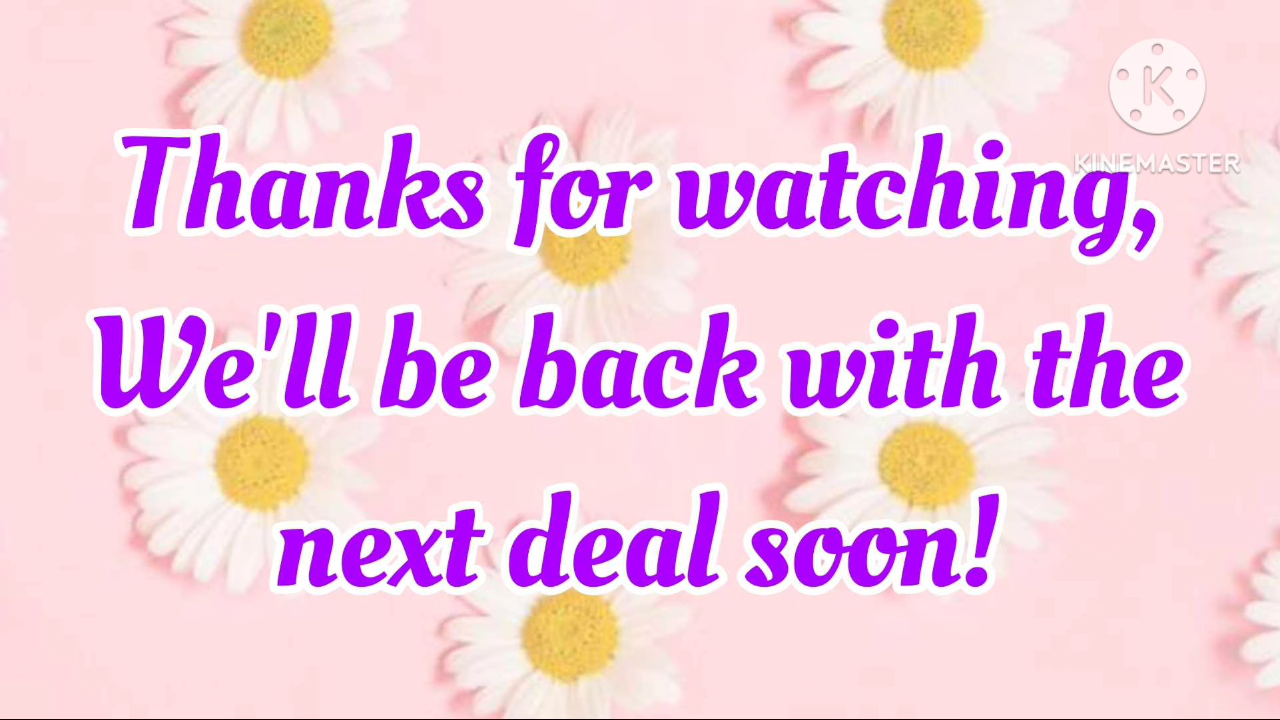 K
KINEMASTER
Thanks for watching,
We'll be back with the
next deal soon!